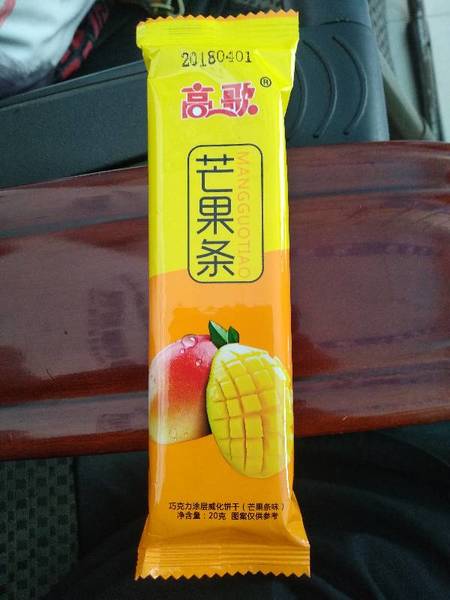 20180401
高歌®
芒果条
MANGGUOTIAO
巧克力涂层威化饼干（芒果条味）
净含量：20克 图案仅供参考